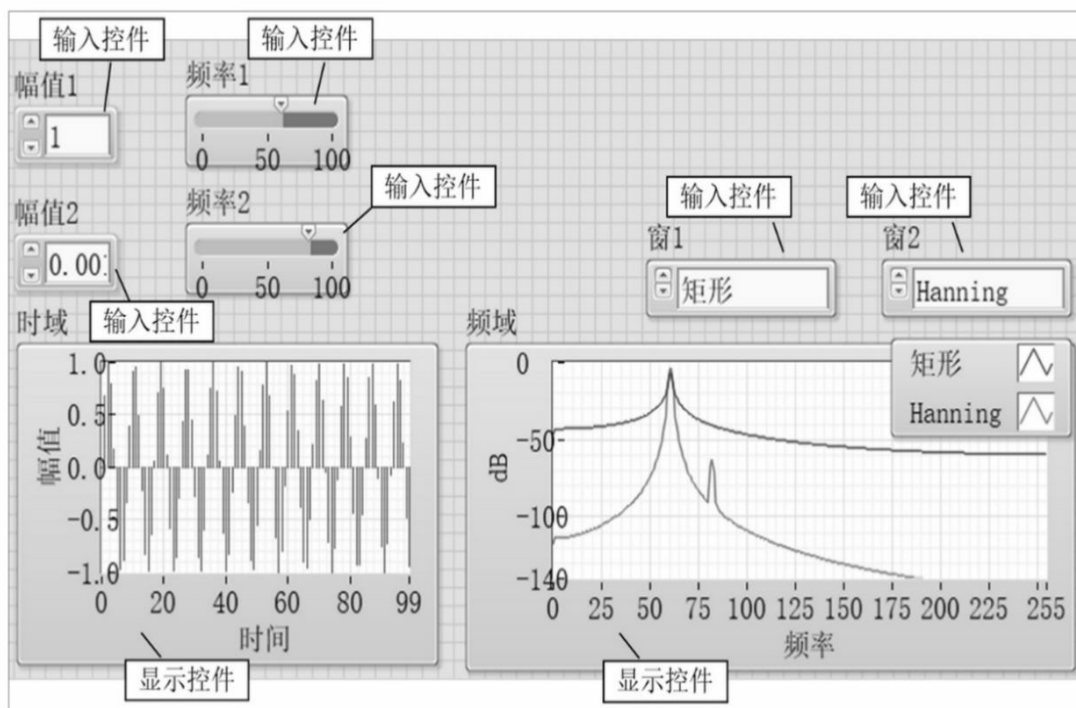 输入控件
输入控件
幅值1
频率1
1
0 50 100
输入控件
幅值2
频率2
输入控件
输入控件
窗1
窗2
0 50 100
矩形
Hanning
输入控件
时域
频域
矩形
Hanning
1.0
0.5
0.0
-0.5
-1.0
幅值
0 20 40 60 80 99
时间
显示控件
0
-50
-100
-140
dB
0 25 50 75 100 125 150 175 200 225 255
频率
显示控件